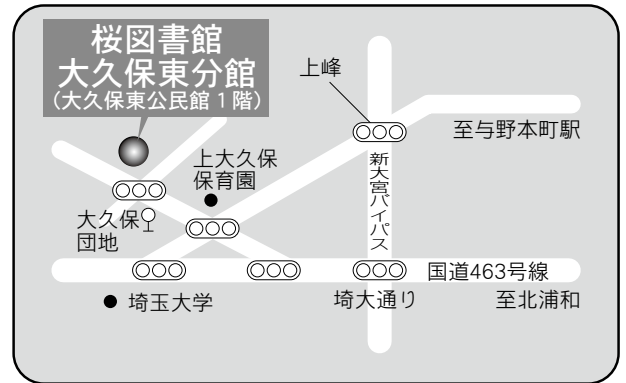 桜図書館
大久保東分館
(大久保東公民館1階)
上峰
至与野本町駅
新大宮バイパス
上大久保
保育園
大久保
団地
国道463号線
埼玉大学
埼大通り
至北浦和